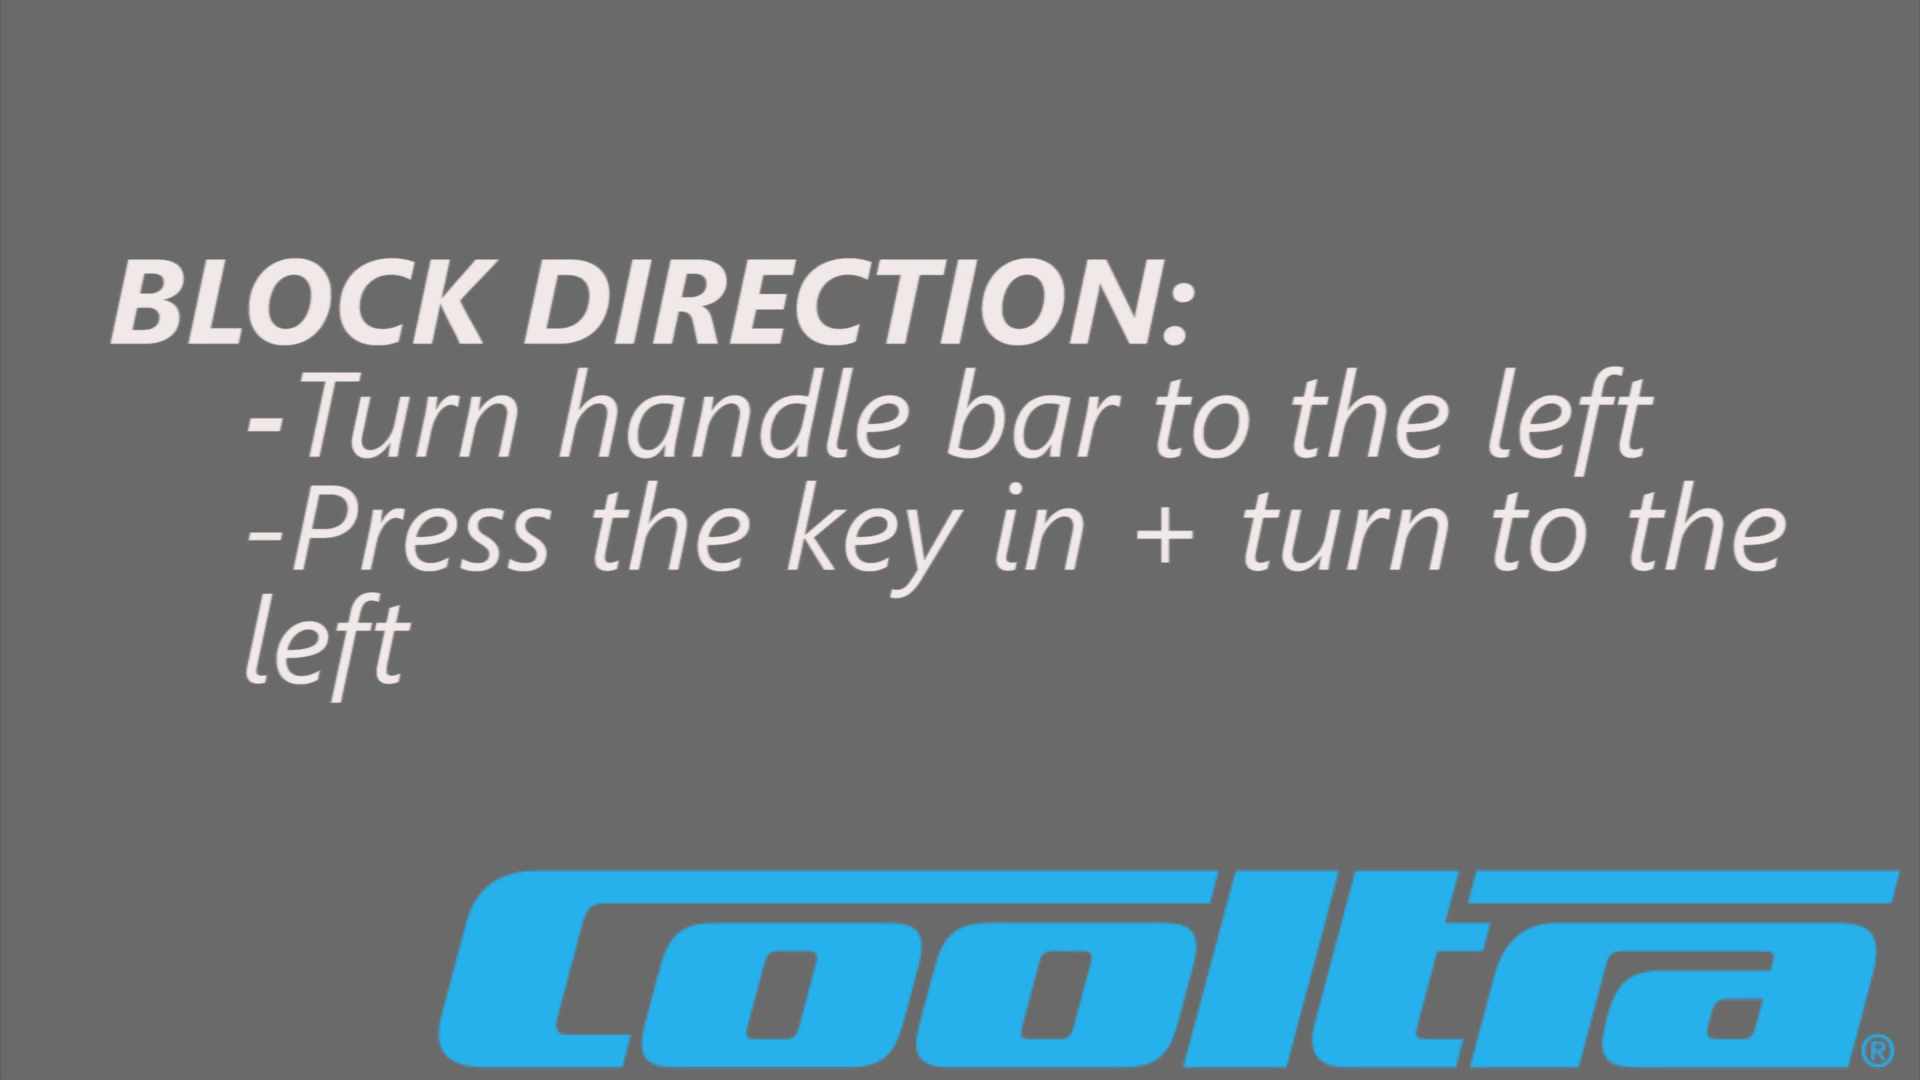 BLOCK DIRECTION:
-Turn handle bar to the left
-Press the key in + turn to the
left
cooltra®